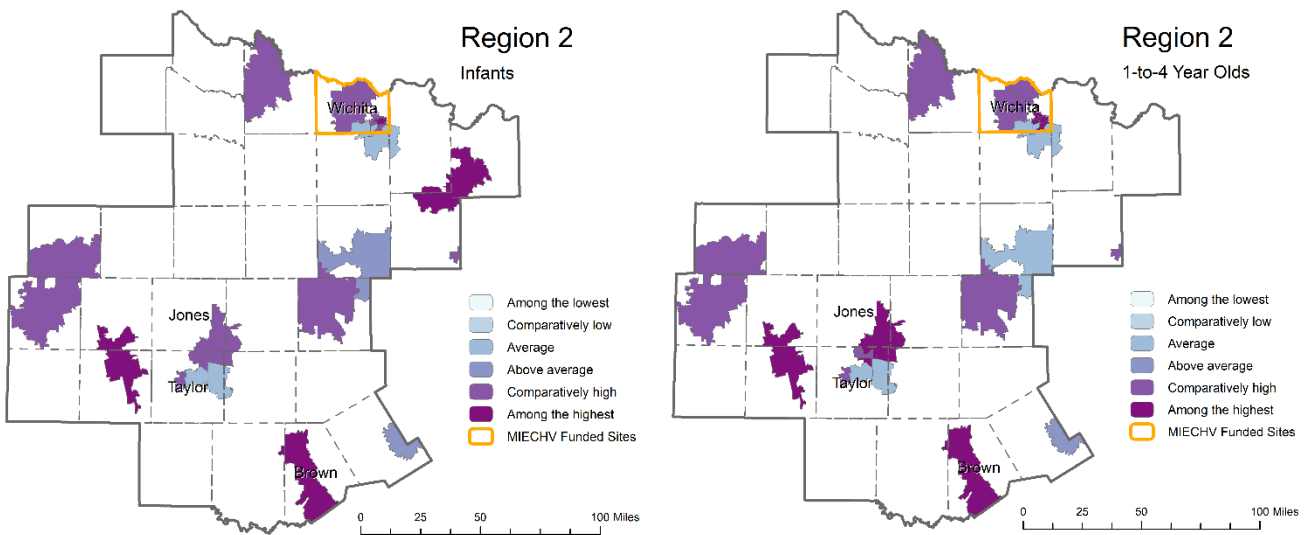 Region 2
Infants
Wichita
Jones
Taylor
Brown
Among the lowest
Comparatively low
Average
Above average
Comparatively high
Among the highest
MIECHV Funded Sites
0 25 50 100 Miles
Region 2
1-to-4 Year Olds
Wichita
Jones
Taylor
Brown
Among the lowest
Comparatively low
Average
Above average
Comparatively high
Among the highest
MIECHV Funded Sites
0 25 50 100 Miles